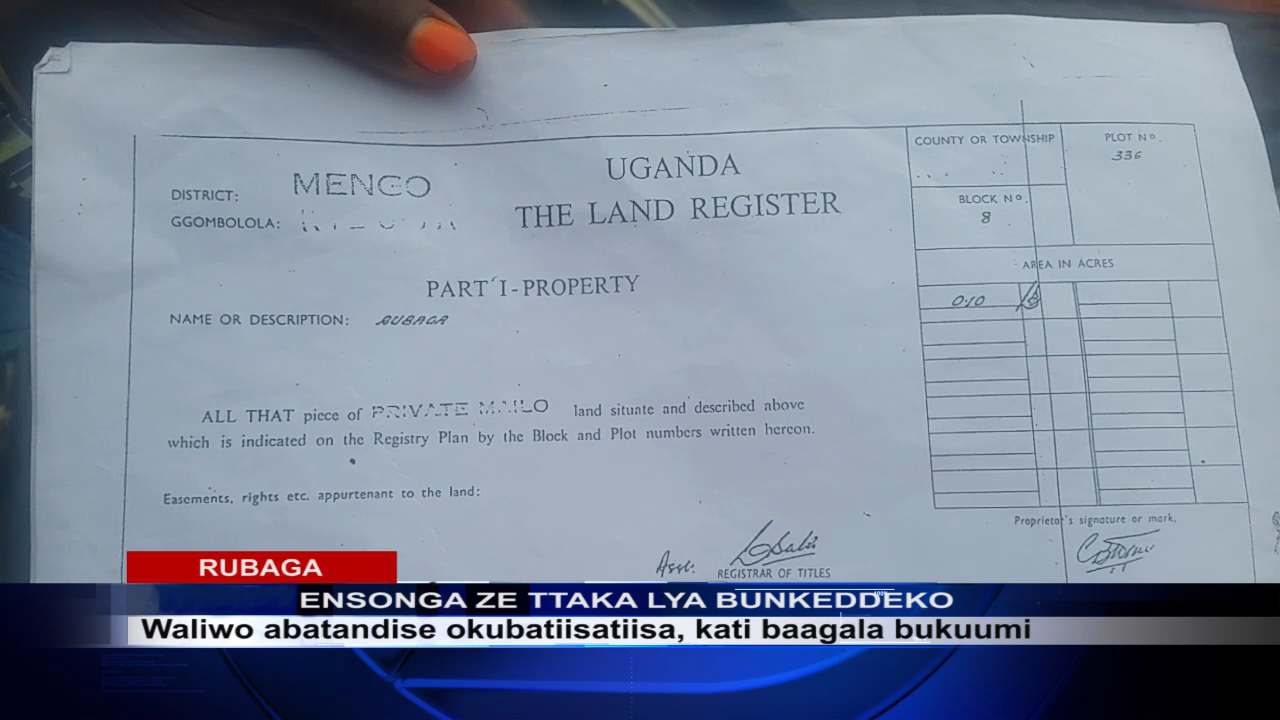 UGANDA
THE LAND REGISTER
DISTRICT: MENGO
GGOMBOLOLA:
COUNTY OR TOWNSHIP
PLOT Nº.
336
BLOCK Nº.
8
AREA IN ACRES
0.10
PART I-PROPERTY
NAME OR DESCRIPTION: RUBAGA
ALL THAT piece of PRIVATE MAILO land situate and described above
which is indicated on the Registry Plan by the Block and Plot numbers written hereon.
Easements, rights etc. appurtenant to the land:
Proprietor's signature or mark.
Asst. REGISTRAR OF TITLES
RUBAGA
ENSONGA ZE TTAKA LYA BUNKEDDEKO
Waliwo abatandise okubatiisatiisa, kati baagala bukuumi